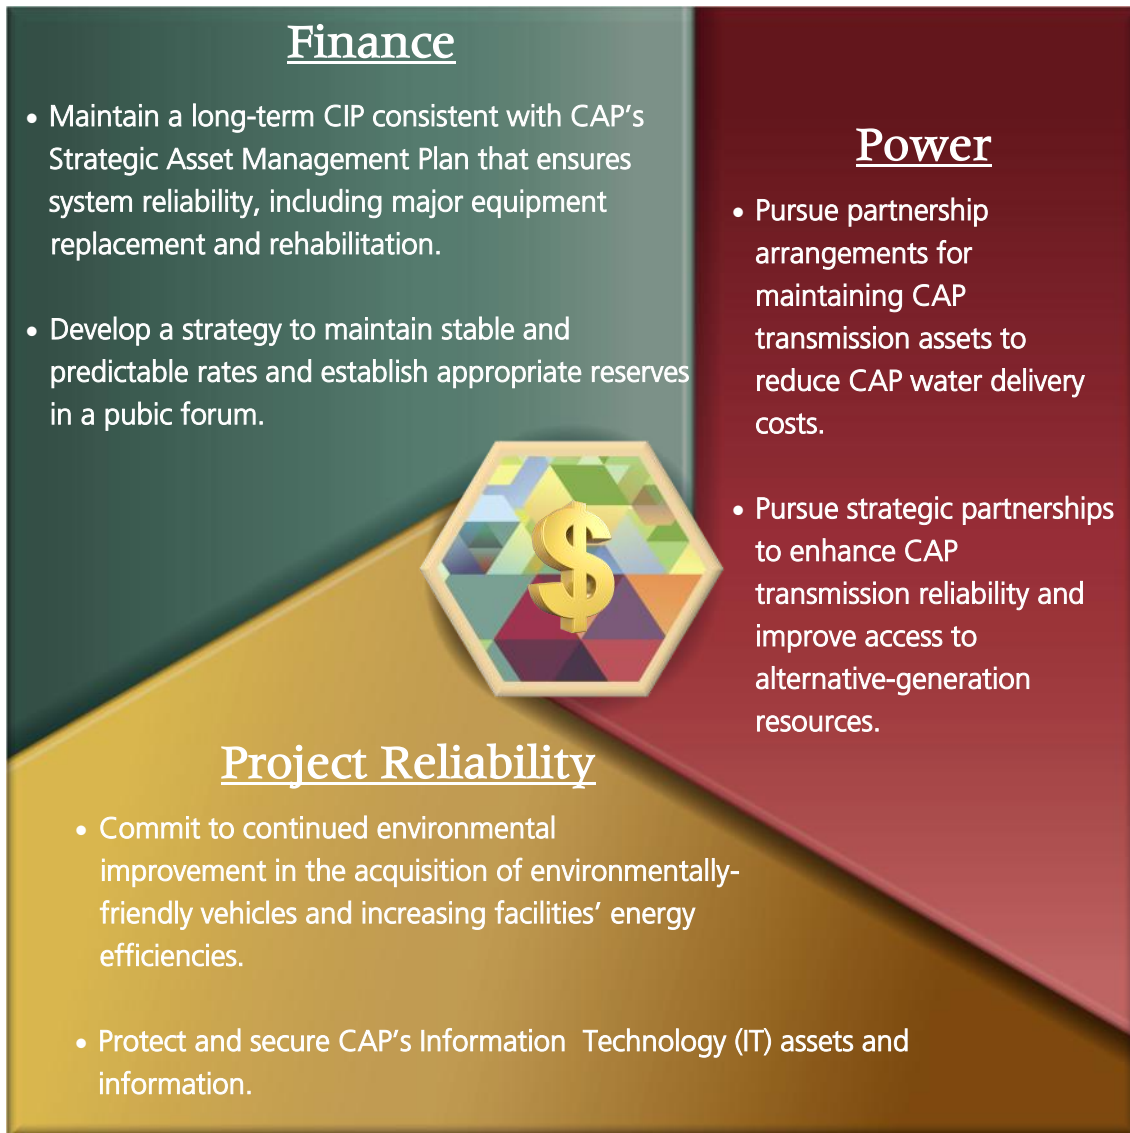 Finance
• Maintain a long-term CIP consistent with CAP’s
Strategic Asset Management Plan that ensures
system reliability, including major equipment
replacement and rehabilitation.
• Develop a strategy to maintain stable and
predictable rates and establish appropriate reserves
in a pubic forum.
Power
• Pursue partnership
arrangements for
maintaining CAP
transmission assets to
reduce CAP water delivery
costs.
• Pursue strategic partnerships
to enhance CAP
transmission reliability and
improve access to
alternative-generation
resources.
$
Project Reliability
• Commit to continued environmental
improvement in the acquisition of environmentally-
friendly vehicles and increasing facilities’ energy
efficiencies.
• Protect and secure CAP’s Information  Technology (IT) assets and
information.